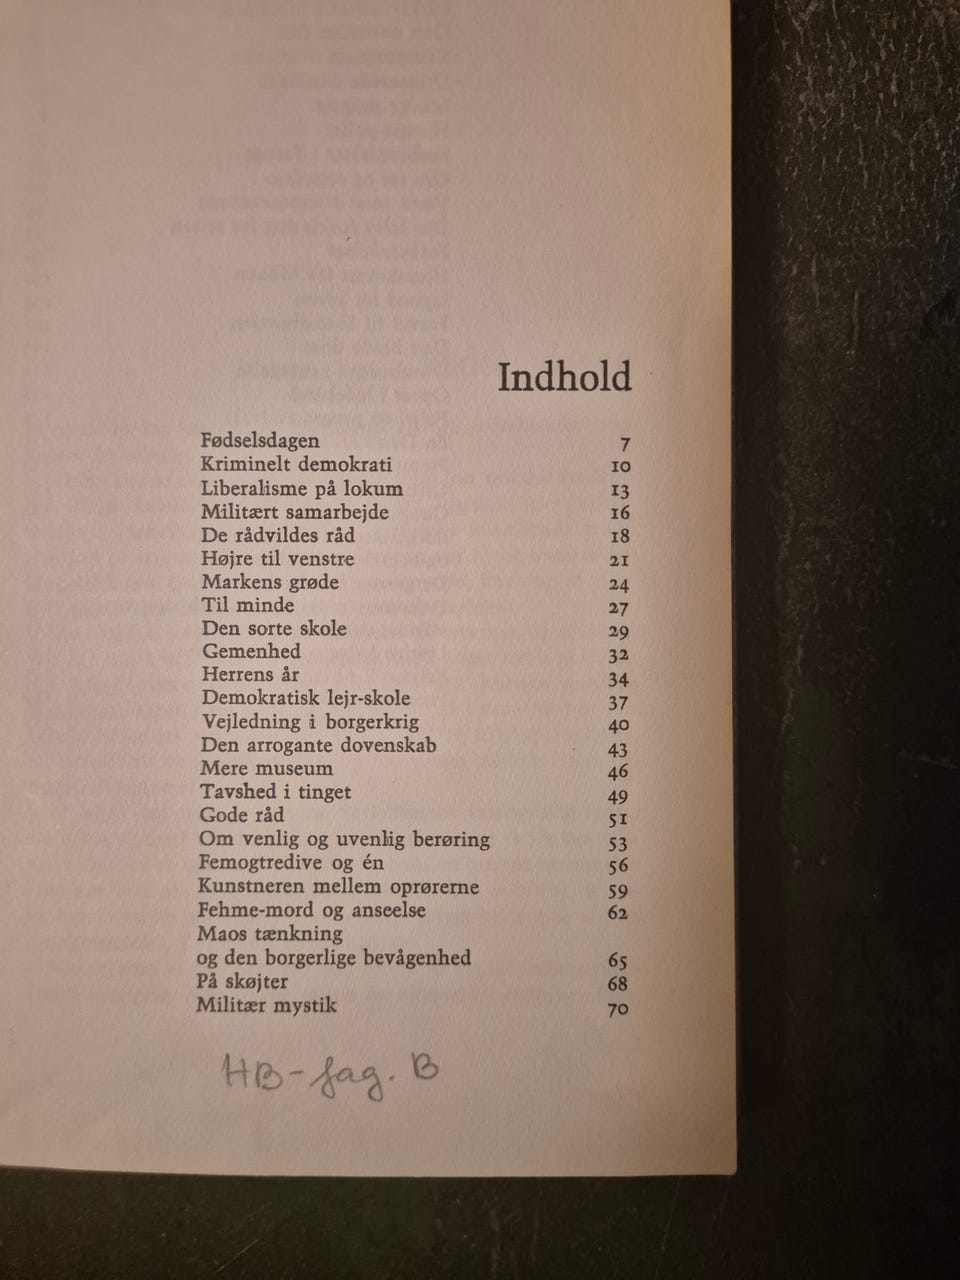 Indhold
Fødselsdagen 7
Kriminelt demokrati 10
Liberalisme på lokum 13
Militært samarbejde 16
De rådvildes råd 18
Højre til venstre 21
Markens grøde 24
Til minde 27
Den sorte skole 29
Gemenhed 32
Herrens år 34
Demokratisk lejr-skole 37
Vejledning i borgerkrig 40
Den arrogante dovenskab 43
Mere museum 46
Tavshed i tinget 49
Gode råd 51
Om venlig og uvenlig berøring 53
Femogtredive og én 56
Kunstneren mellem oprørerne 59
Fehme-mord og anseelse 62
Maos tænkning
og den borgerlige bevågenhed 65
På skøjter 68
Militær mystik 70
HB-fag. B